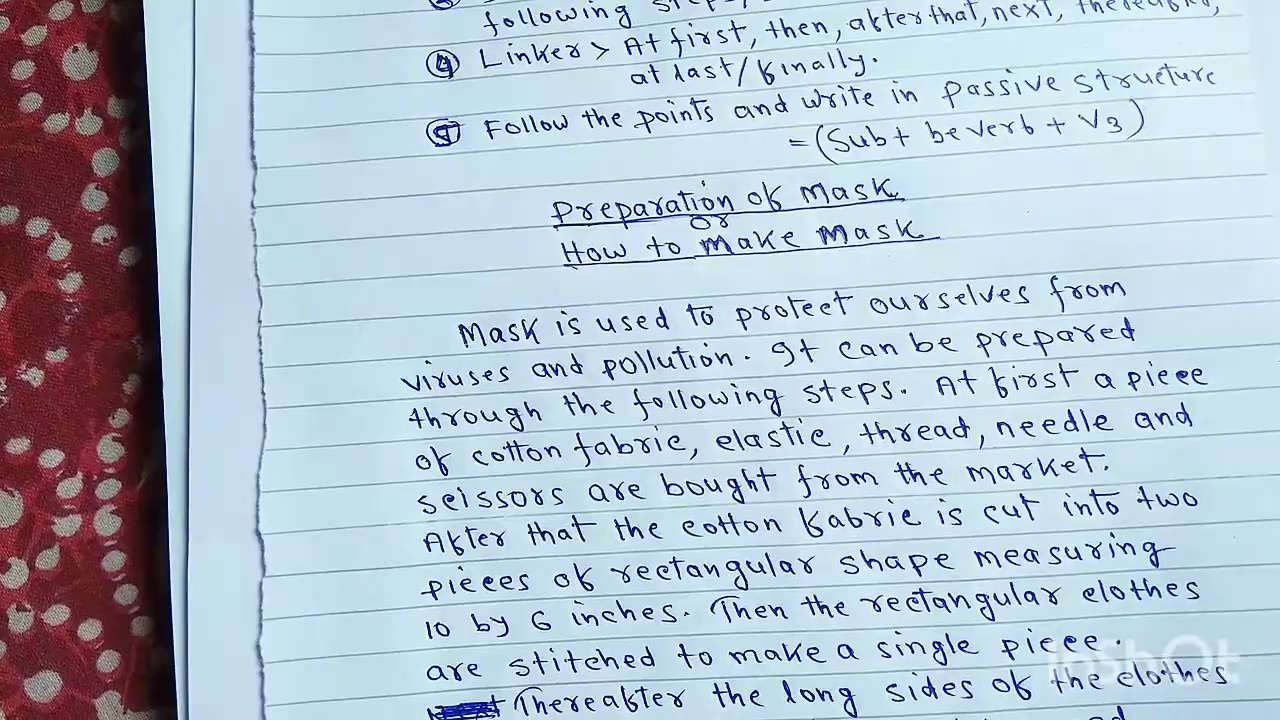 following
④ Linker > At first, then, after that, next, thereafter,
at last/finally.
⑤ Follow the points and write in passive structure
= (Sub + be verb + V3)
Preparation of Mask
or
How to make mask
Mask is used to protect ourselves from
viruses and pollution. It can be prepared
through the following steps. At first a piece
of cotton fabric, elastic, thread, needle and
scissors are bought from the market.
After that the cotton fabric is cut into two
pieces of rectangular shape measuring
10 by 6 inches. Then the rectangular clothes
are stitched to make a single piece.
Thereafter the long sides of the clothes
InShOt